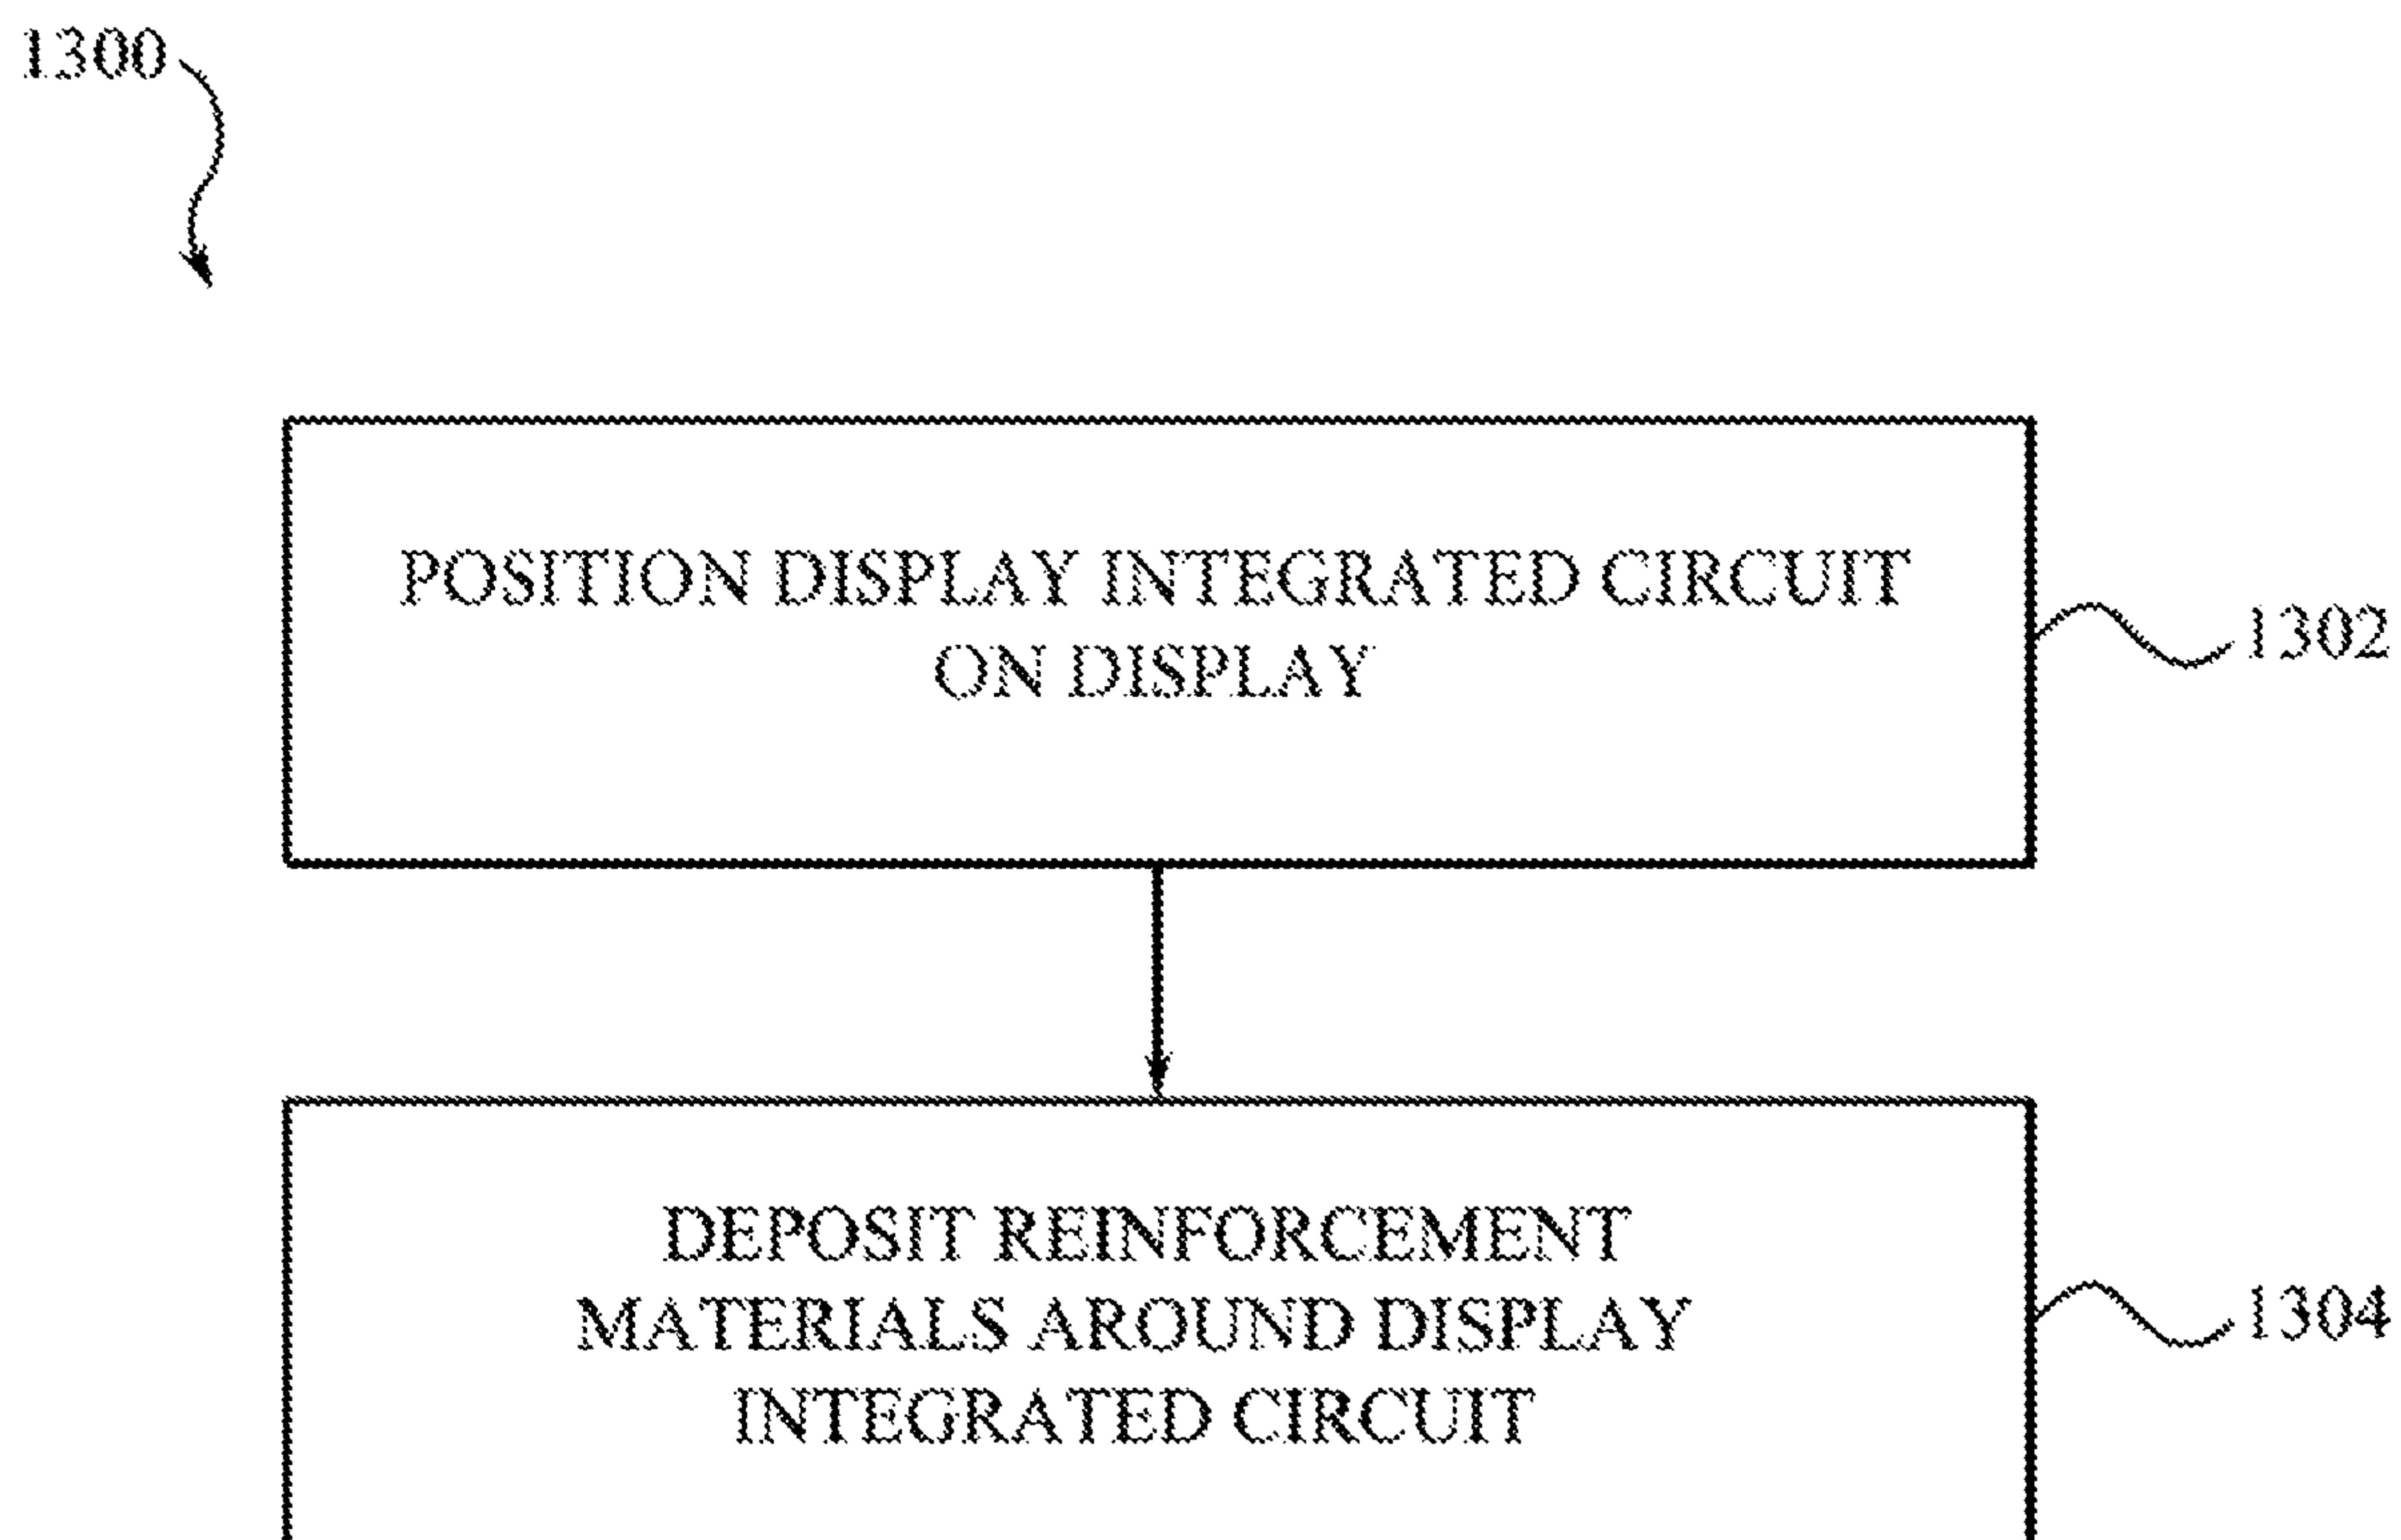 1300
POSITION DISPLAY INTEGRATED CIRCUIT
ON DISPLAY
1302
DEPOSIT REINFORCEMENT
MATERIALS AROUND DISPLAY
INTEGRATED CIRCUIT
1304